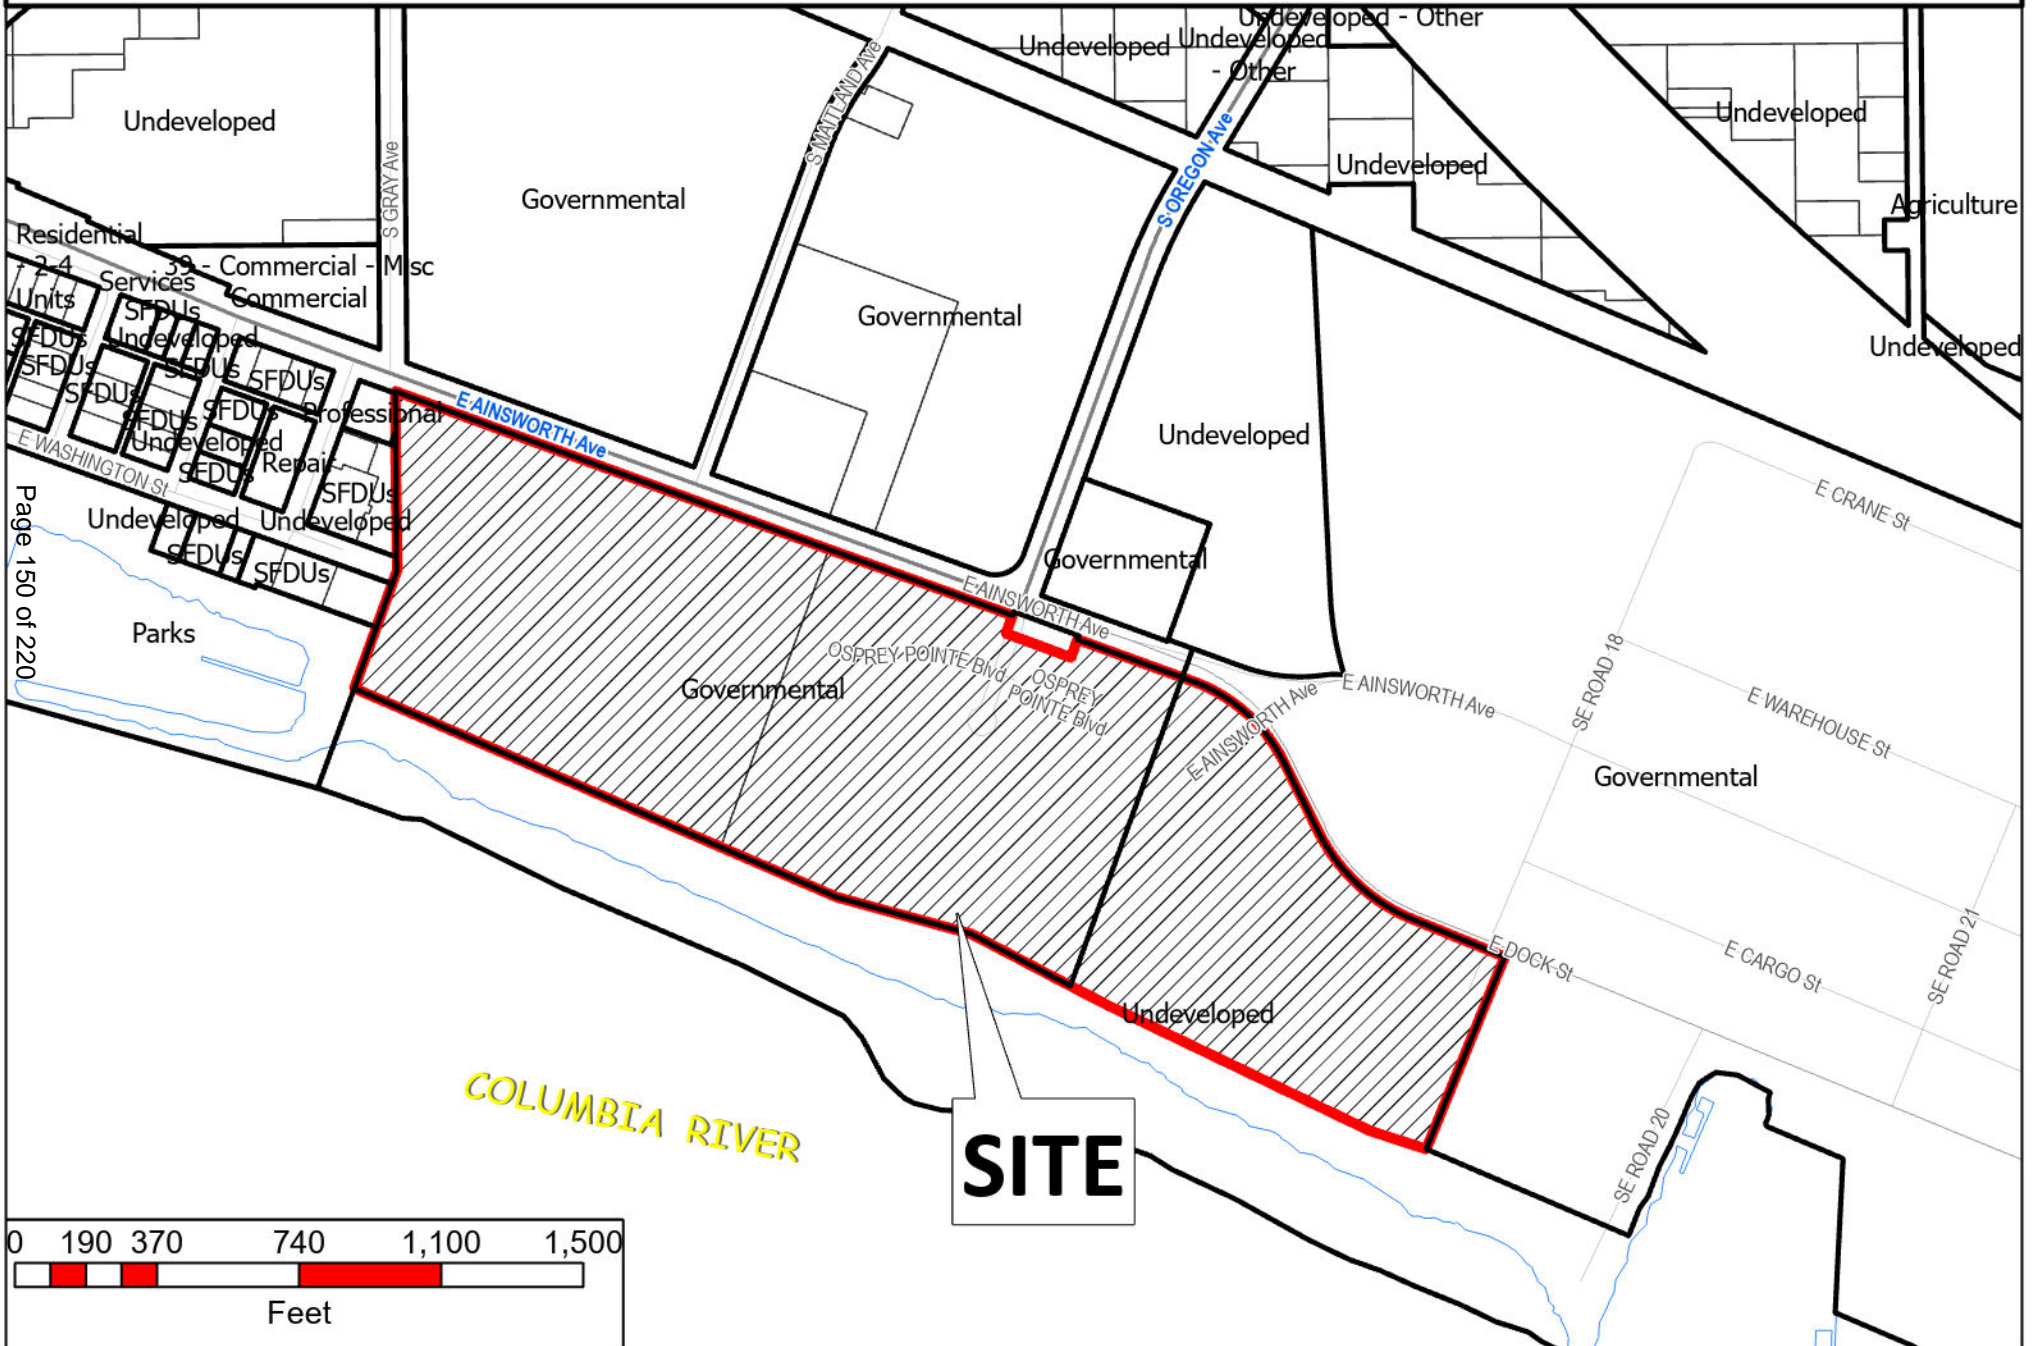 Undeveloped - Other
Undeveloped
Undeveloped
- Other
Undeveloped
Undeveloped
Undeveloped
Agriculture
Undeveloped
S MAITLAND Ave
S OREGON Ave
S GRAY Ave
Governmental
Governmental
Residential
- 2-4
Units
39 - Commercial - Misc
Commercial
Services
SFDUs
Undeveloped
SFDUs
SFDUs
SFDUs
SFDUs
SFDUs
SFDUs
SFDUs
Undeveloped
SFDUs
Professional
Repair
SFDUs
Undeveloped
E WASHINGTON St
Undeveloped
SFDUs
SFDUs
Parks
Page 150 of 220
E AINSWORTH Ave
Undeveloped
Governmental
E AINSWORTH Ave
OSPREY POINTE Blvd
OSPREY
POINTE Blvd
Governmental
E AINSWORTH Ave
E AINSWORTH Ave
E CRANE St
SE ROAD 18
E WAREHOUSE St
Governmental
E DOCK St
E CARGO St
SE ROAD 21
SE ROAD 20
Undeveloped
COLUMBIA RIVER
SITE
0 190 370 740 1,100 1,500
Feet